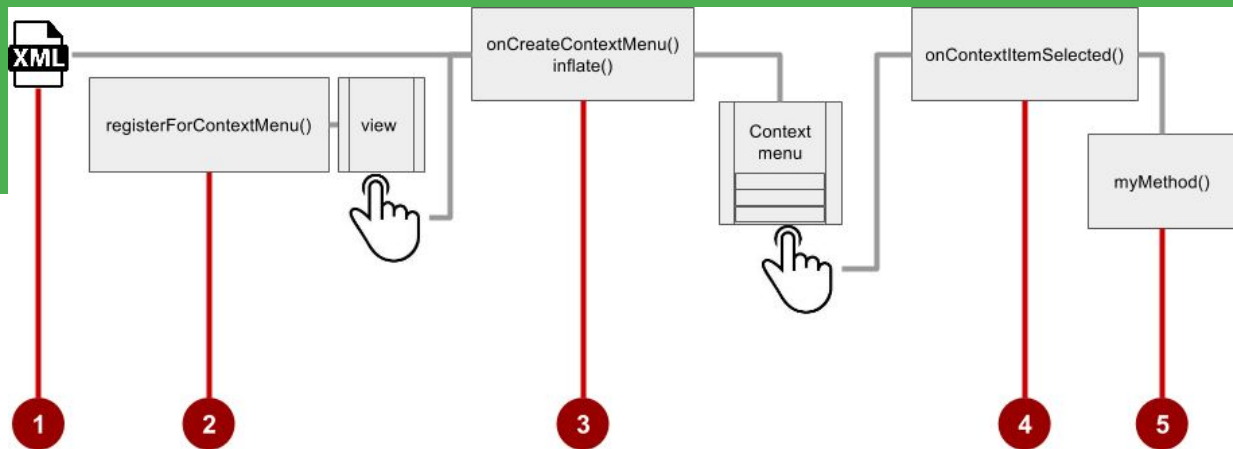 XML
registerForContextMenu()
view
onCreateContextMenu()
inflate()
Context
menu
onContextItemSelected()
myMethod()
1
2
3
4
5